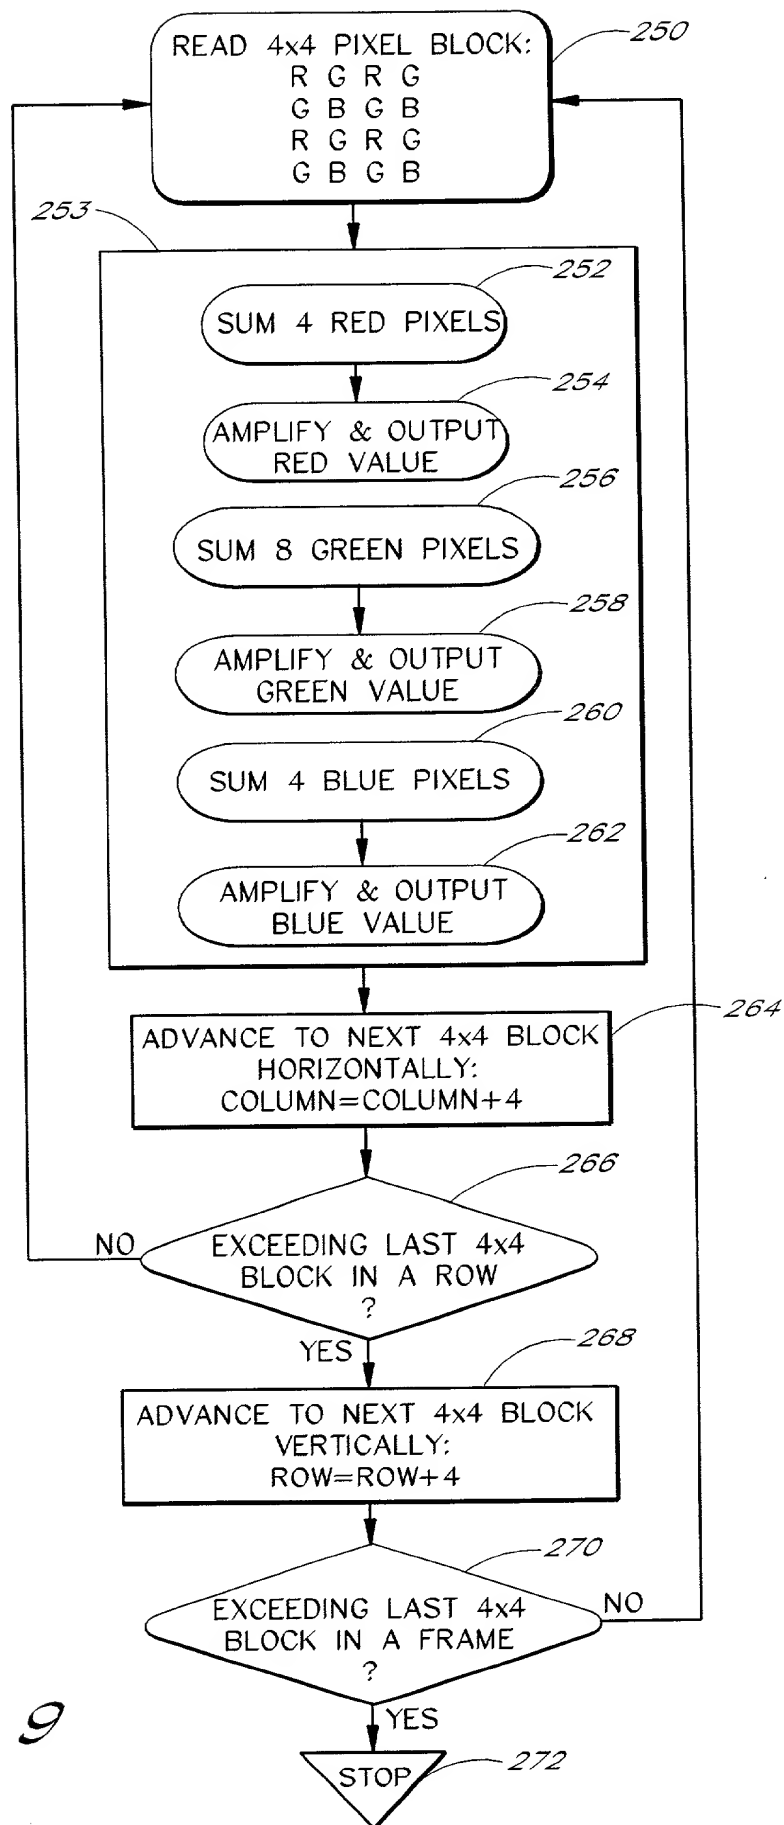 250
READ 4x4 PIXEL BLOCK:
R G R G
G B G B
R G R G
G B G B
253
252
SUM 4 RED PIXELS
254
AMPLIFY & OUTPUT
RED VALUE
256
SUM 8 GREEN PIXELS
258
AMPLIFY & OUTPUT
GREEN VALUE
260
SUM 4 BLUE PIXELS
262
AMPLIFY & OUTPUT
BLUE VALUE
264
ADVANCE TO NEXT 4x4 BLOCK
HORIZONTALLY:
COLUMN=COLUMN+4
266
NO
EXCEEDING LAST 4x4
BLOCK IN A ROW
?
YES
268
ADVANCE TO NEXT 4x4 BLOCK
VERTICALLY:
ROW=ROW+4
270
EXCEEDING LAST 4x4
BLOCK IN A FRAME
?
NO
YES
9
STOP
272